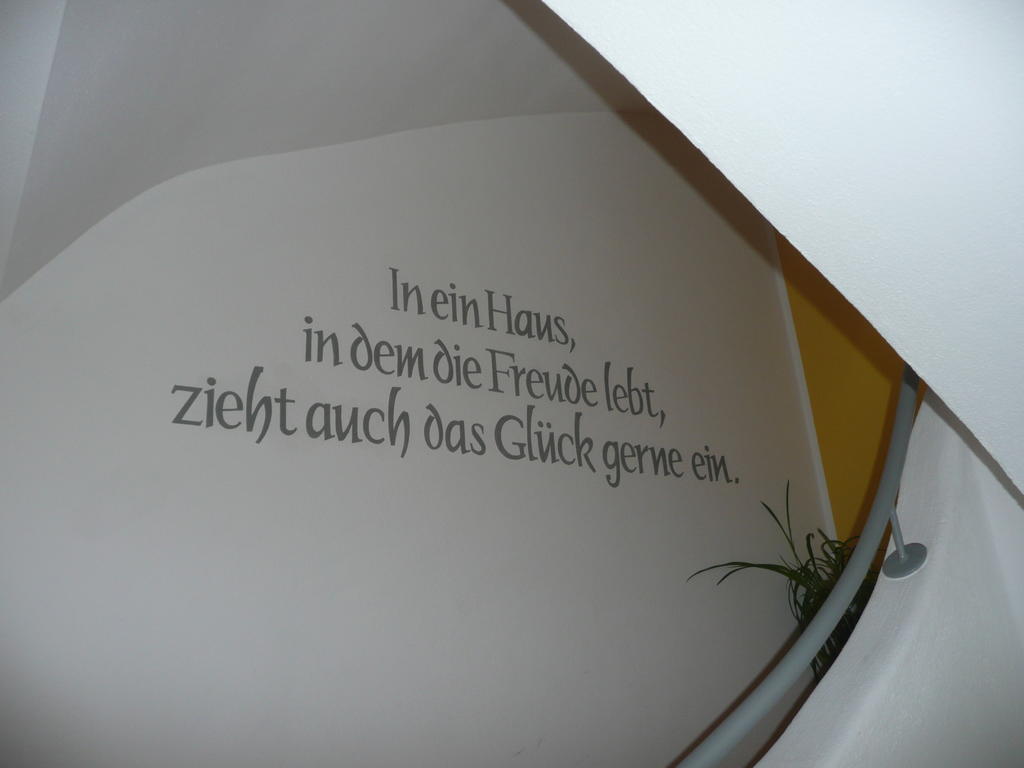 In ein Haus,
in dem die Freude lebt,
zieht auch das Glück gerne ein.